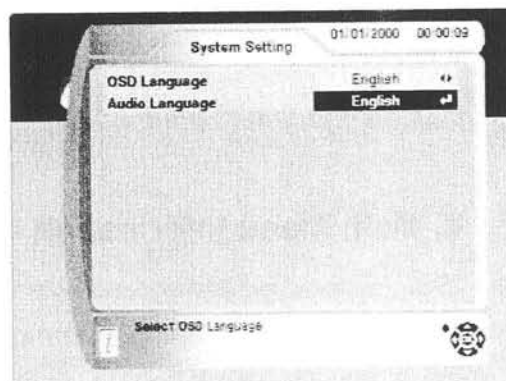 System Setting 01/01/2000 00:00:09
OSD Language English
Audio Language English
i Select OSD Language